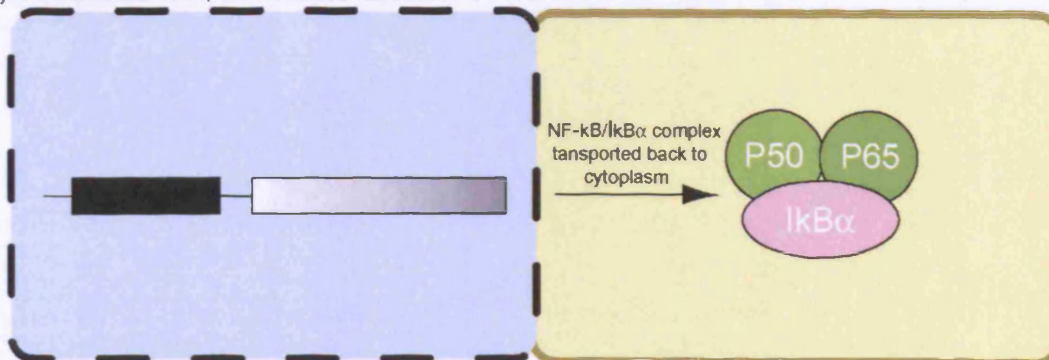 NF-kB/IkBα complex
tansported back to
cytoplasm
P50 P65
IkBα